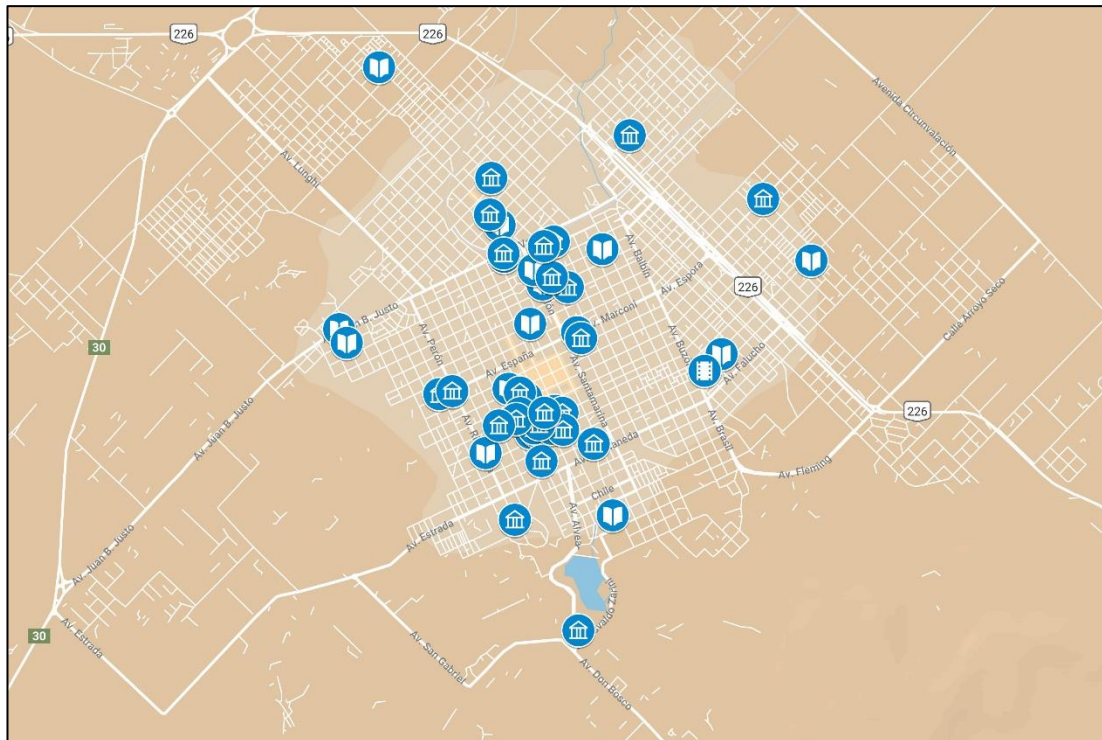 226
226
Avenida Circunvalación
Av. Lunghi
Av. Balbín
Av. Espora
226
Calle Arroyo Seco
Av. Marconi
n B. Justo
Av. Perón
Av. España
Av. Buzón
Av. Falucho
30
Av. Santamarina
226
Av. Juan B. Justo
Av. Brasil
Av. Fleming
Chile
Av. Estrada
Av. Alvea
Av. Juan B. Justo
30
Av. Estrada
Av. San Gabriel
Av. Don Bosco